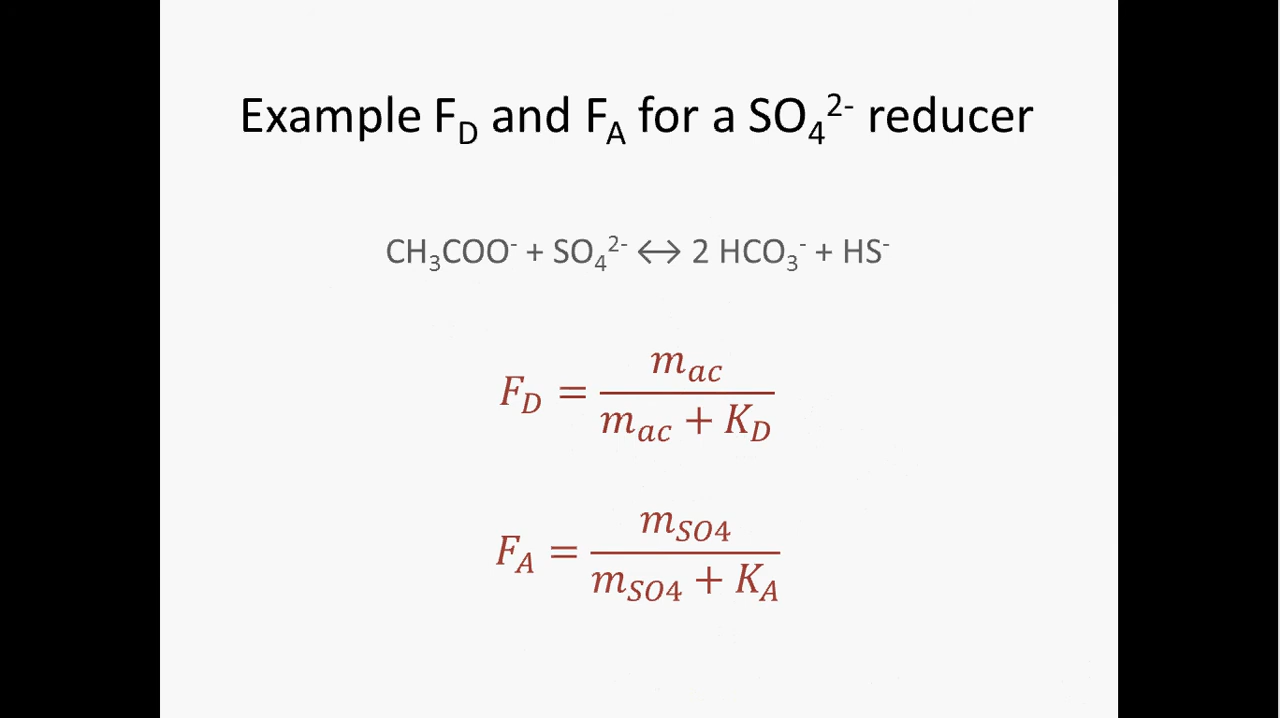 Example F_D and F_A for a SO₄²⁻ reducer
CH₃COO⁻ + SO₄²⁻ ↔ 2 HCO₃⁻ + HS⁻
F_D = m_ac / (m_ac + K_D)
F_A = m_SO4 / (m_SO4 + K_A)